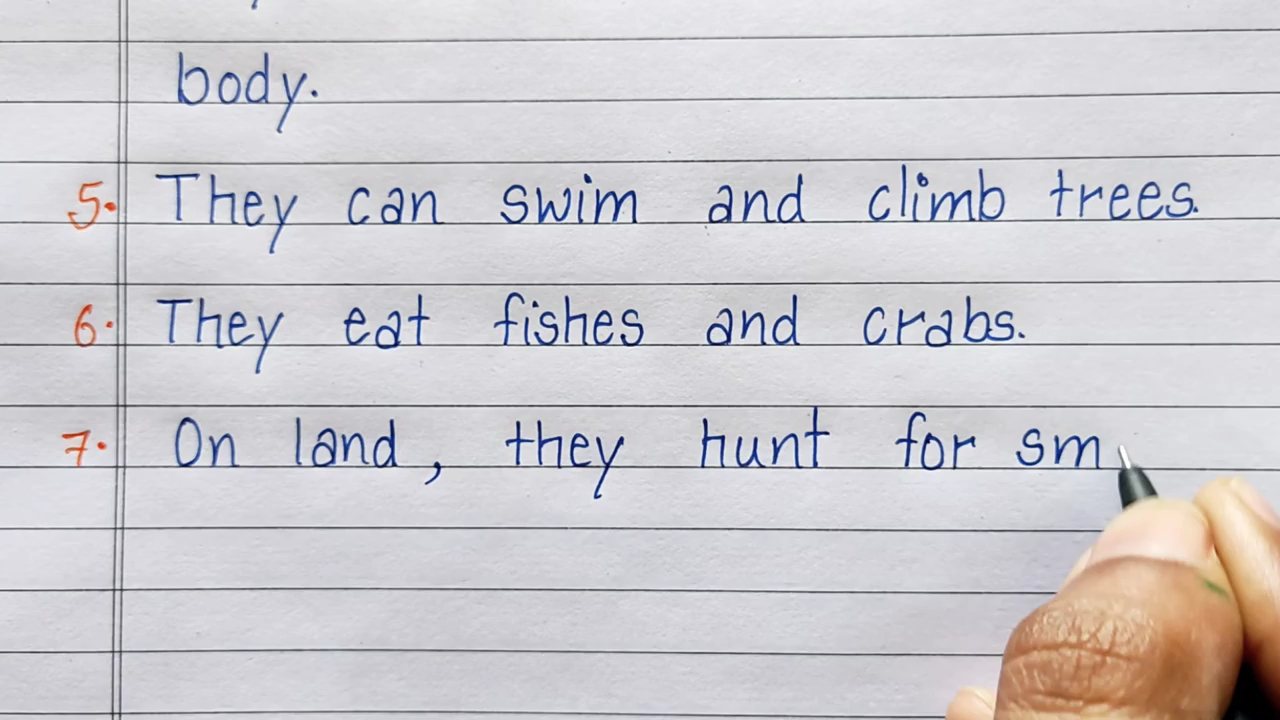 body.
5. They can swim and climb trees.
6. They eat fishes and crabs.
7. On land, they hunt for sm